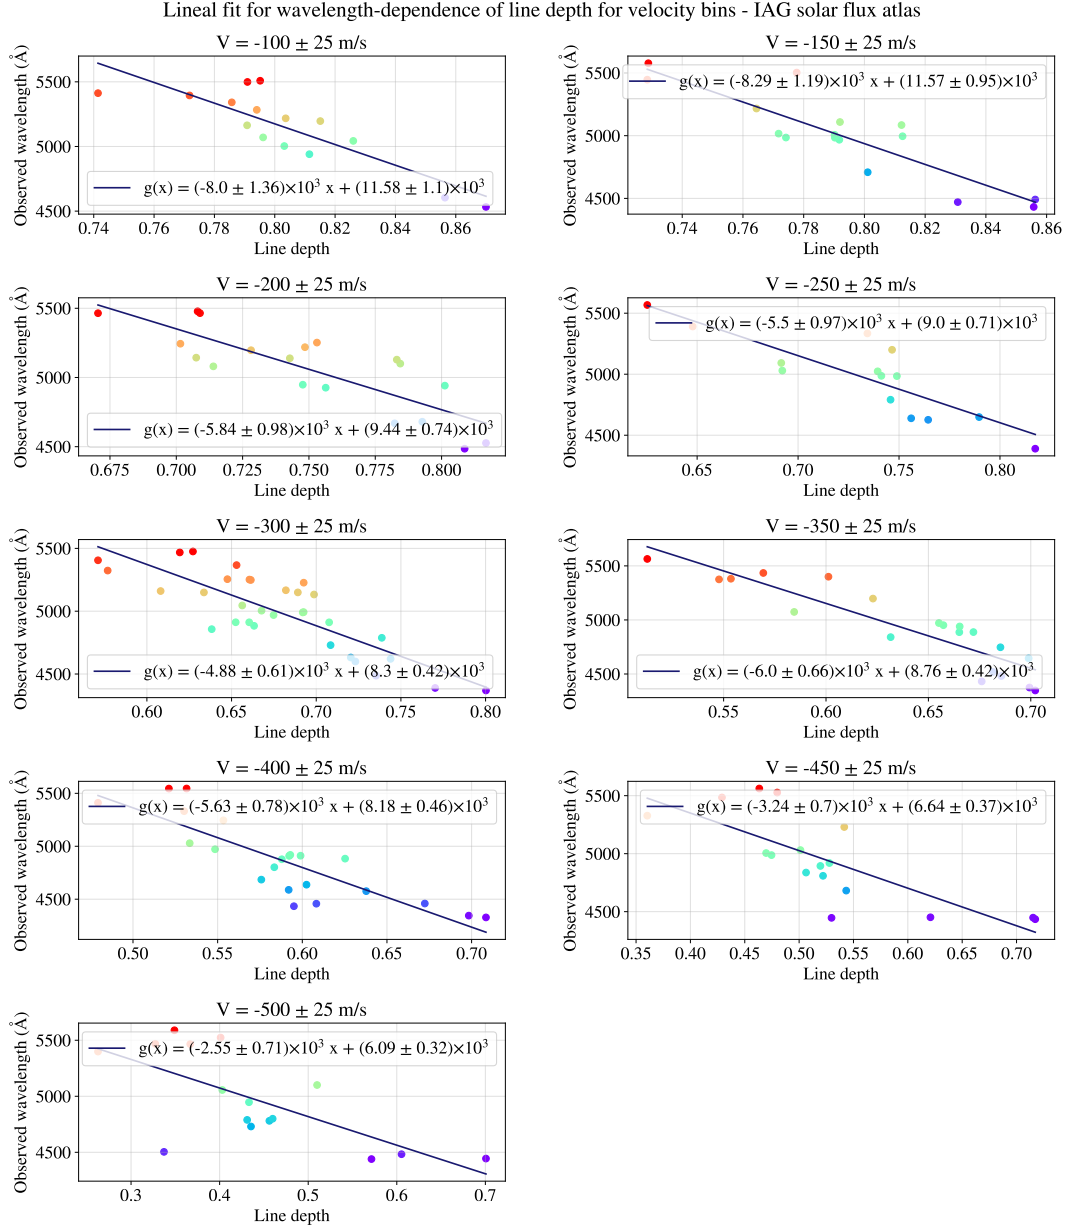 Lineal fit for wavelength-dependence of line depth for velocity bins - IAG solar flux atlas
V = -100 ± 25 m/s
Observed wavelength (Å)
5500
5000
4500
g(x) = (-8.0 ± 1.36)×10³ x + (11.58 ± 1.1)×10³
0.74 0.76 0.78 0.80 0.82 0.84 0.86
Line depth
V = -150 ± 25 m/s
Observed wavelength (Å)
5500
5000
4500
g(x) = (-8.29 ± 1.19)×10³ x + (11.57 ± 0.95)×10³
0.74 0.76 0.78 0.80 0.82 0.84 0.86
Line depth
V = -200 ± 25 m/s
Observed wavelength (Å)
5500
5000
4500
g(x) = (-5.84 ± 0.98)×10³ x + (9.44 ± 0.74)×10³
0.675 0.700 0.725 0.750 0.775 0.800
Line depth
V = -250 ± 25 m/s
Observed wavelength (Å)
5500
5000
4500
g(x) = (-5.5 ± 0.97)×10³ x + (9.0 ± 0.71)×10³
0.65 0.70 0.75 0.80
Line depth
V = -300 ± 25 m/s
Observed wavelength (Å)
5500
5000
4500
g(x) = (-4.88 ± 0.61)×10³ x + (8.3 ± 0.42)×10³
0.60 0.65 0.70 0.75 0.80
Line depth
V = -350 ± 25 m/s
Observed wavelength (Å)
5500
5000
4500
g(x) = (-6.0 ± 0.66)×10³ x + (8.76 ± 0.42)×10³
0.55 0.60 0.65 0.70
Line depth
V = -400 ± 25 m/s
Observed wavelength (Å)
5500
5000
4500
g(x) = (-5.63 ± 0.78)×10³ x + (8.18 ± 0.46)×10³
0.50 0.55 0.60 0.65 0.70
Line depth
V = -450 ± 25 m/s
Observed wavelength (Å)
5500
5000
4500
g(x) = (-3.24 ± 0.7)×10³ x + (6.64 ± 0.37)×10³
0.35 0.40 0.45 0.50 0.55 0.60 0.65 0.70
Line depth
V = -500 ± 25 m/s
Observed wavelength (Å)
5500
5000
4500
g(x) = (-2.55 ± 0.71)×10³ x + (6.09 ± 0.32)×10³
0.3 0.4 0.5 0.6 0.7
Line depth